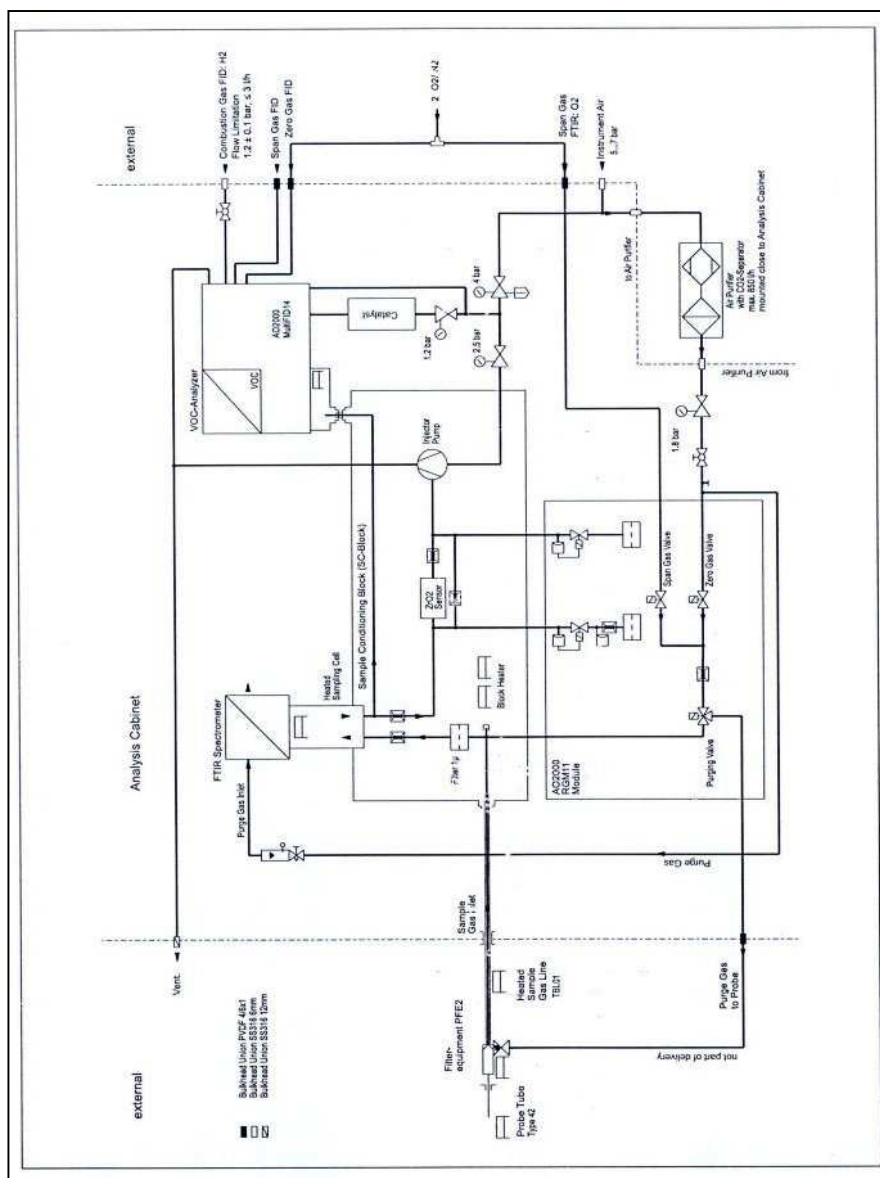 external
Analysis Cabinet
external
Combustion Gas FID: H2
Flow Limitation
1.2 ± 0.1 bar, ≤ 3 l/h
Span Gas FID
Zero Gas FID
2 O2/ N2
Span Gas
FTIR: O2
Instrument Air
5...7 bar
to Air Purifier
Air Purifier
with CO2-Separator
max. 850 l/h
mounted close to Analysis Cabinet
from Air Purifier
VOC-Analyzer
VOC
AO2000
MultiFID14
Catalyst
1,2 bar
4 bar
2,5 bar
1,8 bar
Injector
Pump
Sample Conditioning Block (SC-Block)
ZrO2
Sensor
Span Gas Valve
Zero Gas Valve
FTIR Spectrometer
Heated
Sampling Cell
Block Heater
Filter 1µ
Purging Valve
AO2000
RGM11
Module
Purge Gas Inlet
Purge Gas
Sample
Gas Inlet
Vent.
Heated
Sample
Gas Line
TBL01
Purge Gas
to Probe
Filter-
equipment PFE2
not part of delivery
Probe Tube
Type 42
Bulkhead Union PVDF 4/6x1
Bulkhead Union SS316 6mm
Bulkhead Union SS316 12mm